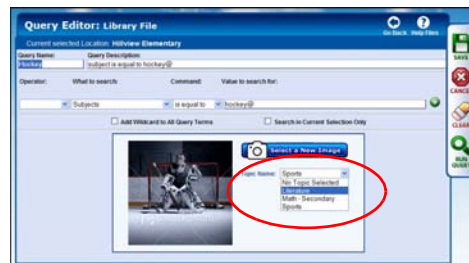 Query Editor: Library File
Go Back Help Files
Current selected Location: Hillview Elementary
Query Name: Query Description:
Hockey subject is equal to hockey@
Operator: What to search: Command: Value to search for:
Subjects is equal to hockey@
Add Wildcard to All Query Terms Search in Current Selection Only
Select a New Image
Topic Name: Sports
No Topic Selected
Literature
Math - Secondary
Sports
SAVE
CANCEL
CLEAR
RUN QUERY